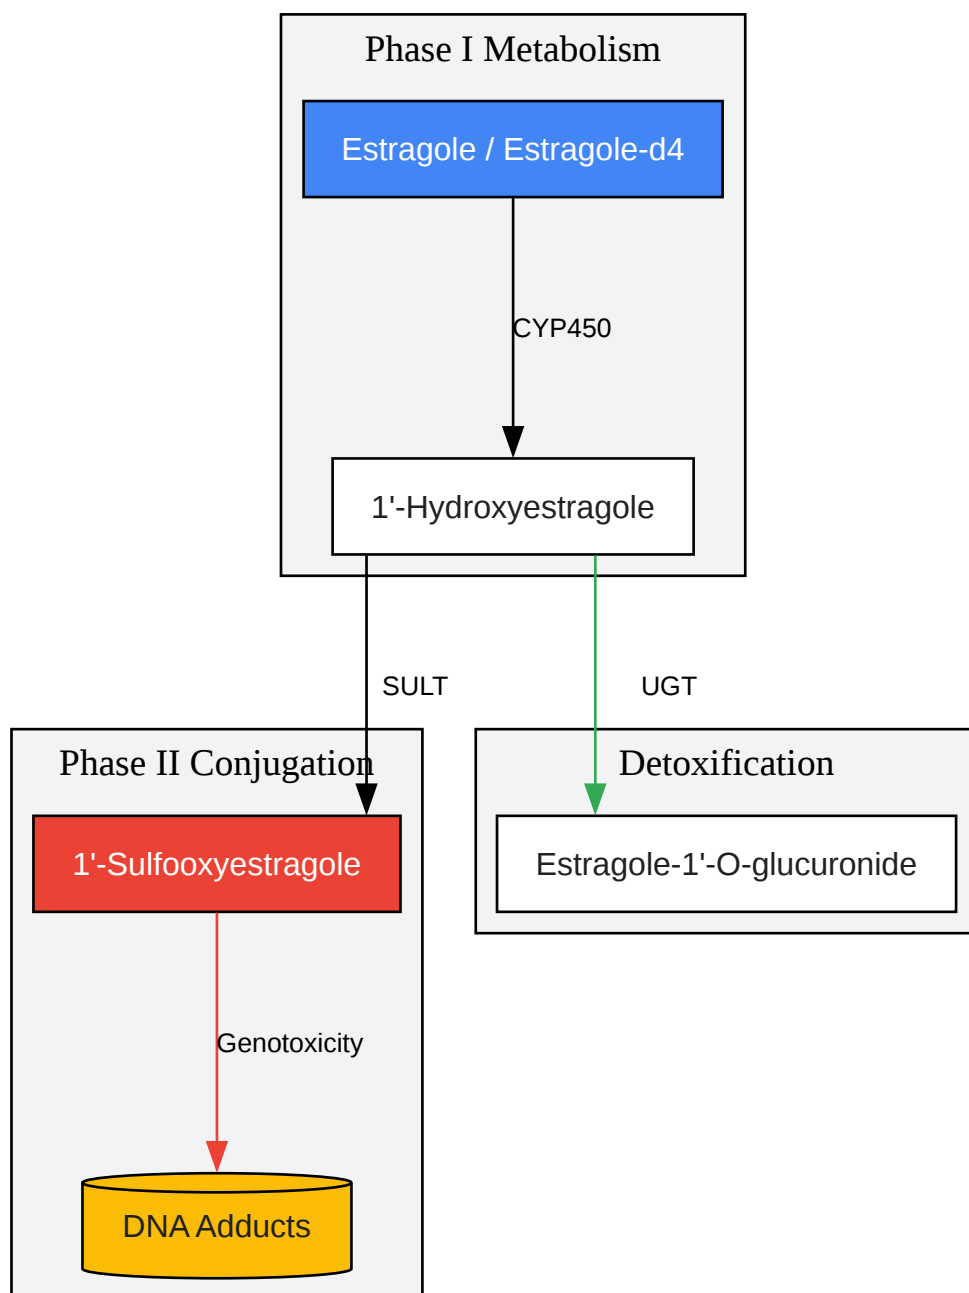 Phase I Metabolism
Estragole / Estragole-d4
CYP450
1'-Hydroxyestragole
SULT
UGT
Phase II Conjugation
Detoxification
1'-Sulfooxyestragole
Estragole-1'-O-glucuronide
Genotoxicity
DNA Adducts